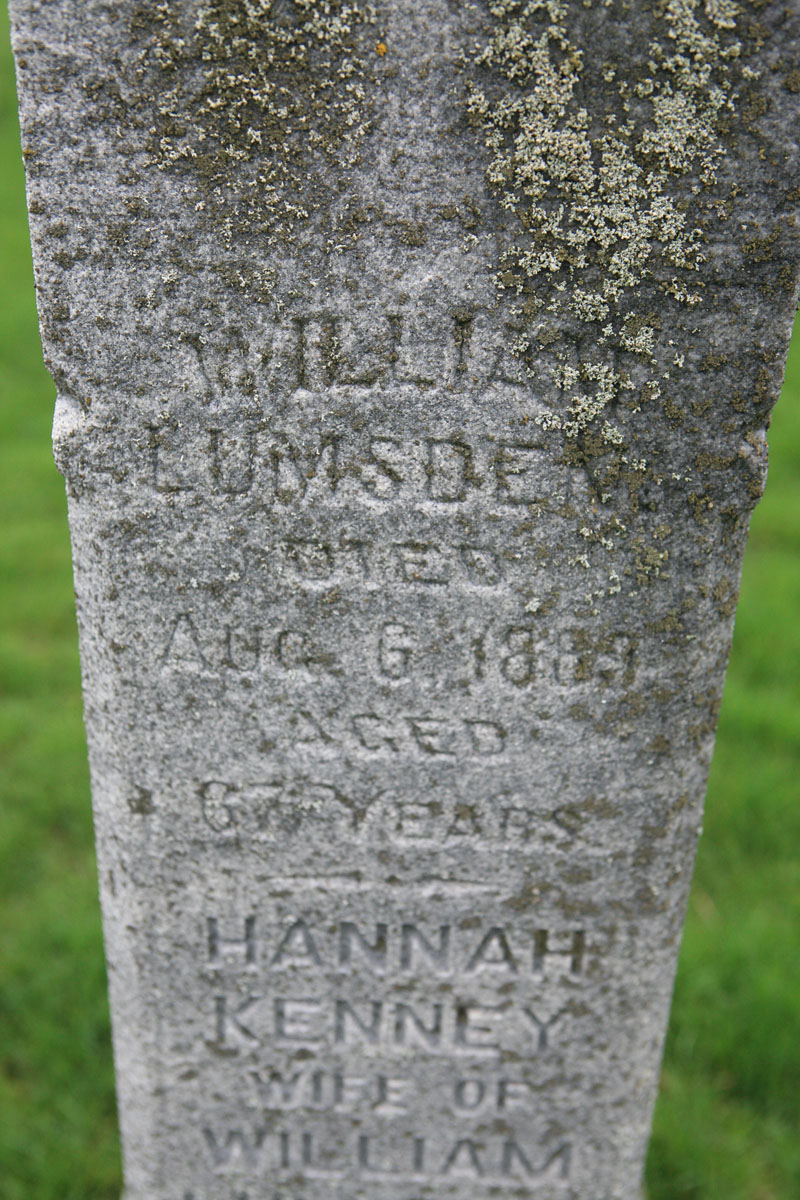 WILLIAM
LUMSDEN
DIED
AUG. 6, 1889
AGED
67 YEARS
HANNAH
KENNEY
WIFE OF
WILLIAM